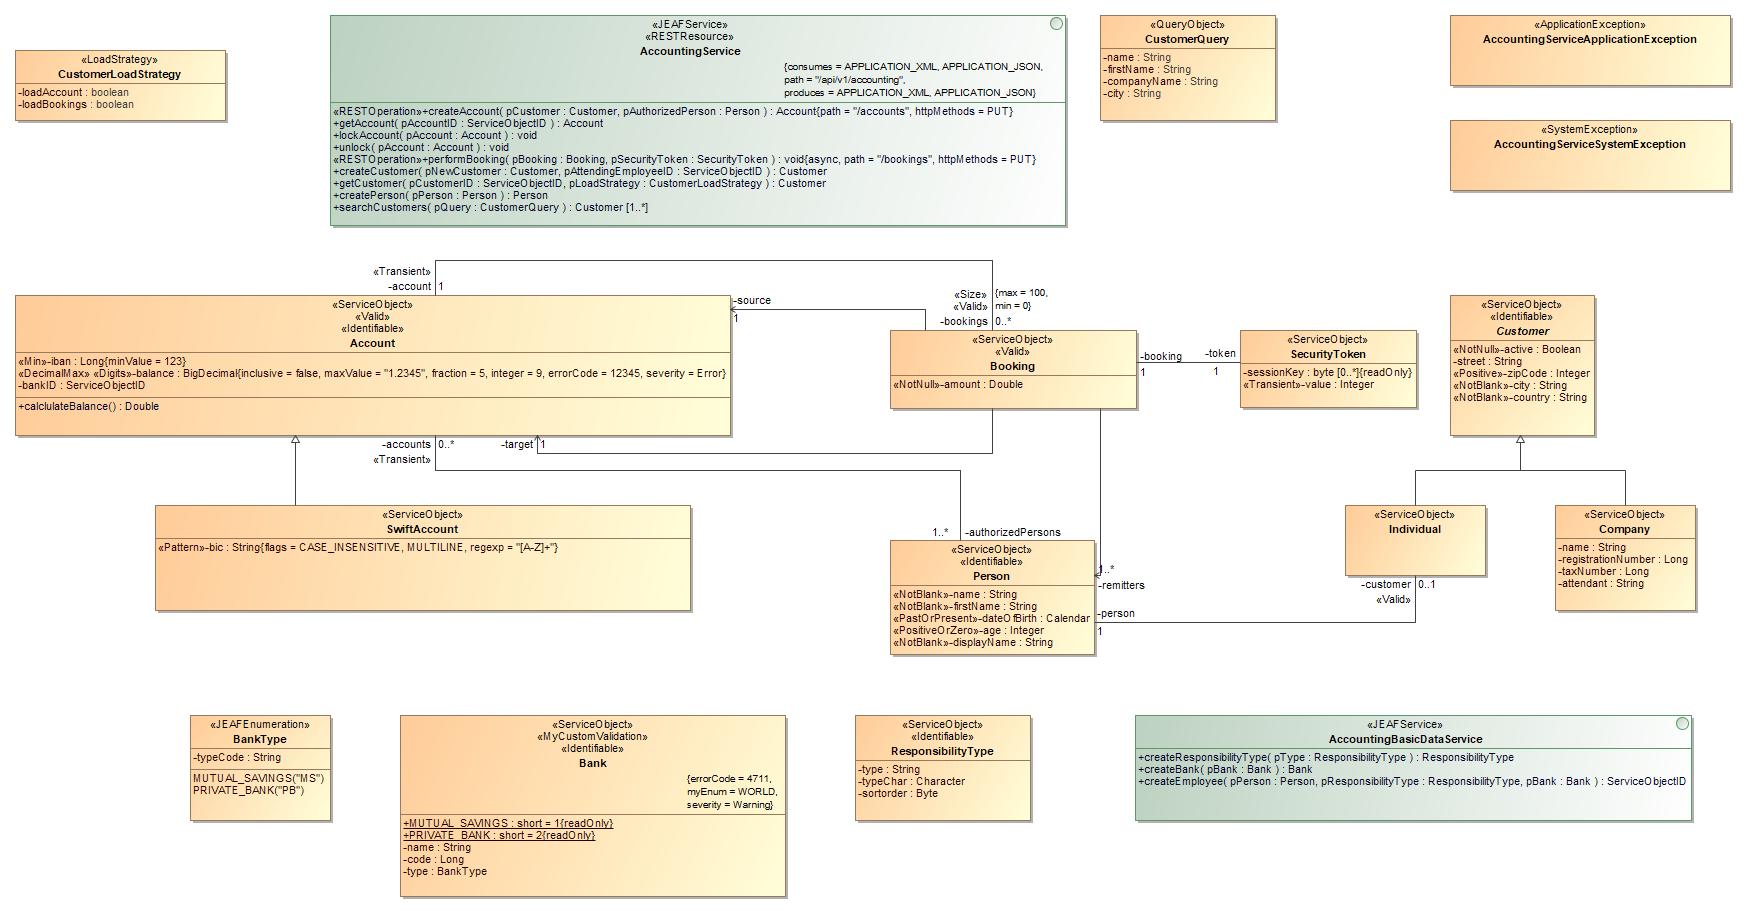 «LoadStrategy»
CustomerLoadStrategy
-loadAccount : boolean
-loadBookings : boolean
«JEAFService»
«RESTResource»
AccountingService
{consumes = APPLICATION_XML, APPLICATION_JSON,
path = "/api/v1/accounting",
produces = APPLICATION_XML, APPLICATION_JSON}
«RESTOperation»+createAccount( pCustomer : Customer, pAuthorizedPerson : Person ) : Account{path = "/accounts", httpMethods = PUT}
+getAccount( pAccountID : ServiceObjectID ) : Account
+lockAccount( pAccount : Account ) : void
+unlock( pAccount : Account ) : void
«RESTOperation»+performBooking( pBooking : Booking, pSecurityToken : SecurityToken ) : void{async, path = "/bookings", httpMethods = PUT}
+createCustomer( pNewCustomer : Customer, pAttendingEmployeeID : ServiceObjectID ) : Customer
+getCustomer( pCustomerID : ServiceObjectID, pLoadStrategy : CustomerLoadStrategy ) : Customer
+createPerson( pPerson : Person ) : Person
+searchCustomers( pQuery : CustomerQuery ) : Customer [1..*]
«QueryObject»
CustomerQuery
-name : String
-firstName : String
-companyName : String
-city : String
«ApplicationException»
AccountingServiceApplicationException
«SystemException»
AccountingServiceSystemException
«Transient»
-account 1
«ServiceObject»
«Valid»
«Identifiable»
Account
«Min»-iban : Long{minValue = 123}
«DecimalMax» «Digits»-balance : BigDecimal{inclusive = false, maxValue = "1.2345", fraction = 5, integer = 9, errorCode = 12345, severity = Error}
-bankID : ServiceObjectID
+calclulateBalance() : Double
-source
1
«Size» {max = 100,
«Valid» min = 0}
-bookings 0..*
«ServiceObject»
«Valid»
Booking
«NotNull»-amount : Double
-booking
1
-token
1
«ServiceObject»
SecurityToken
-sessionKey : byte [0..*]{readOnly}
«Transient»-value : Integer
«ServiceObject»
«Identifiable»
Customer
«NotNull»-active : Boolean
-street : String
«Positive»-zipCode : Integer
«NotBlank»-city : String
«NotBlank»-country : String
-accounts 0..*
«Transient»
-target 1
«ServiceObject»
SwiftAccount
«Pattern»-bic : String{flags = CASE_INSENSITIVE, MULTILINE, regexp = "[A-Z]+"}
1..* -authorizedPersons
«ServiceObject»
«Identifiable»
Person
«NotBlank»-name : String
«NotBlank»-firstName : String
«PastOrPresent»-dateOfBirth : Calendar
«PositiveOrZero»-age : Integer
«NotBlank»-displayName : String
1..*
-remitters
-person
1
«ServiceObject»
Individual
-customer 0..1
«Valid»
«ServiceObject»
Company
-name : String
-registrationNumber : Long
-taxNumber : Long
-attendant : String
«JEAFEnumeration»
BankType
-typeCode : String
MUTUAL_SAVINGS("MS")
PRIVATE_BANK("PB")
«ServiceObject»
«MyCustomValidation»
«Identifiable»
Bank
{errorCode = 4711,
myEnum = WORLD,
severity = Warning}
+MUTUAL_SAVINGS : short = 1{readOnly}
+PRIVATE_BANK : short = 2{readOnly}
-name : String
-code : Long
-type : BankType
«ServiceObject»
«Identifiable»
ResponsibilityType
-type : String
-typeChar : Character
-sortorder : Byte
«JEAFService»
AccountingBasicDataService
+createResponsibilityType( pType : ResponsibilityType ) : ResponsibilityType
+createBank( pBank : Bank ) : Bank
+createEmployee( pPerson : Person, pResponsibilityType : ResponsibilityType, pBank : Bank ) : ServiceObjectID